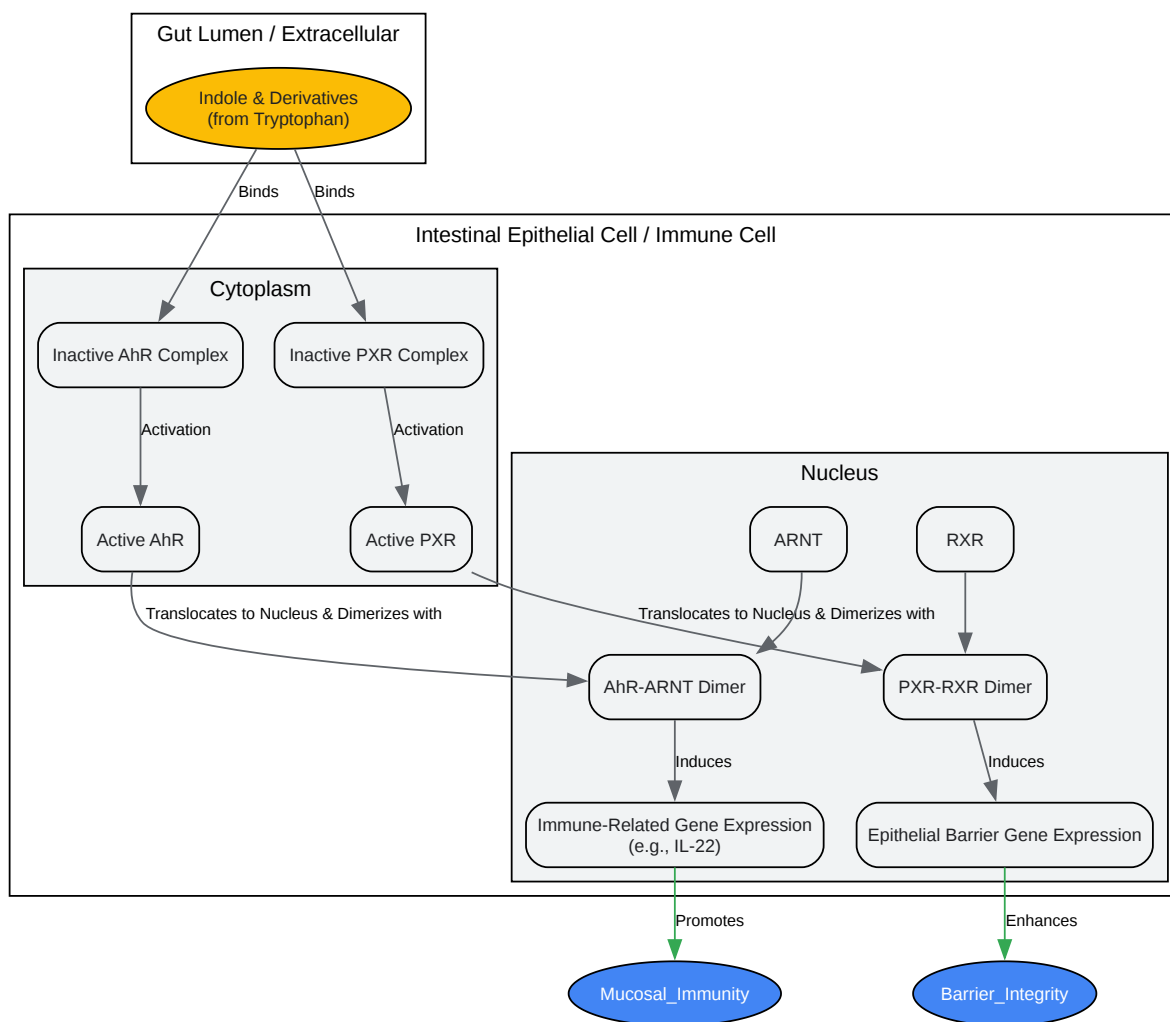 Gut Lumen / Extracellular
Indole & Derivatives
(from Tryptophan)
Binds
Binds
Intestinal Epithelial Cell / Immune Cell
Cytoplasm
Inactive AhR Complex
Inactive PXR Complex
Activation
Activation
Nucleus
Active AhR
Active PXR
ARNT
RXR
Translocates to Nucleus & Dimerizes with
Translocates to Nucleus & Dimerizes with
AhR-ARNT Dimer
PXR-RXR Dimer
Induces
Induces
Immune-Related Gene Expression
(e.g., IL-22)
Epithelial Barrier Gene Expression
Promotes
Enhances
Mucosal_Immunity
Barrier_Integrity